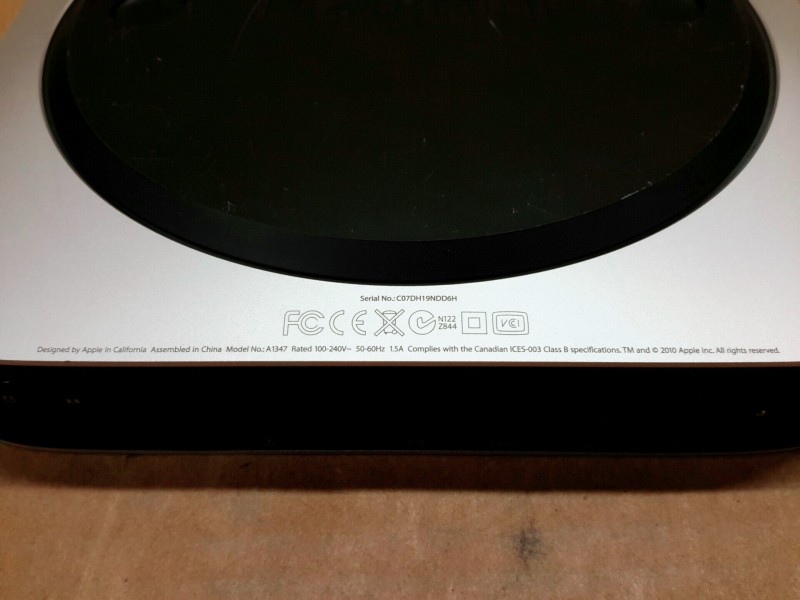 Serial No.: C07DH19NDD6H
FC CE N122
Z844 VCI
Designed by Apple in California Assembled in China Model No.: A1347 Rated 100-240V~ 50-60Hz 1.5A Complies with the Canadian ICES-003 Class B specifications. TM and © 2010 Apple Inc. All rights reserved.